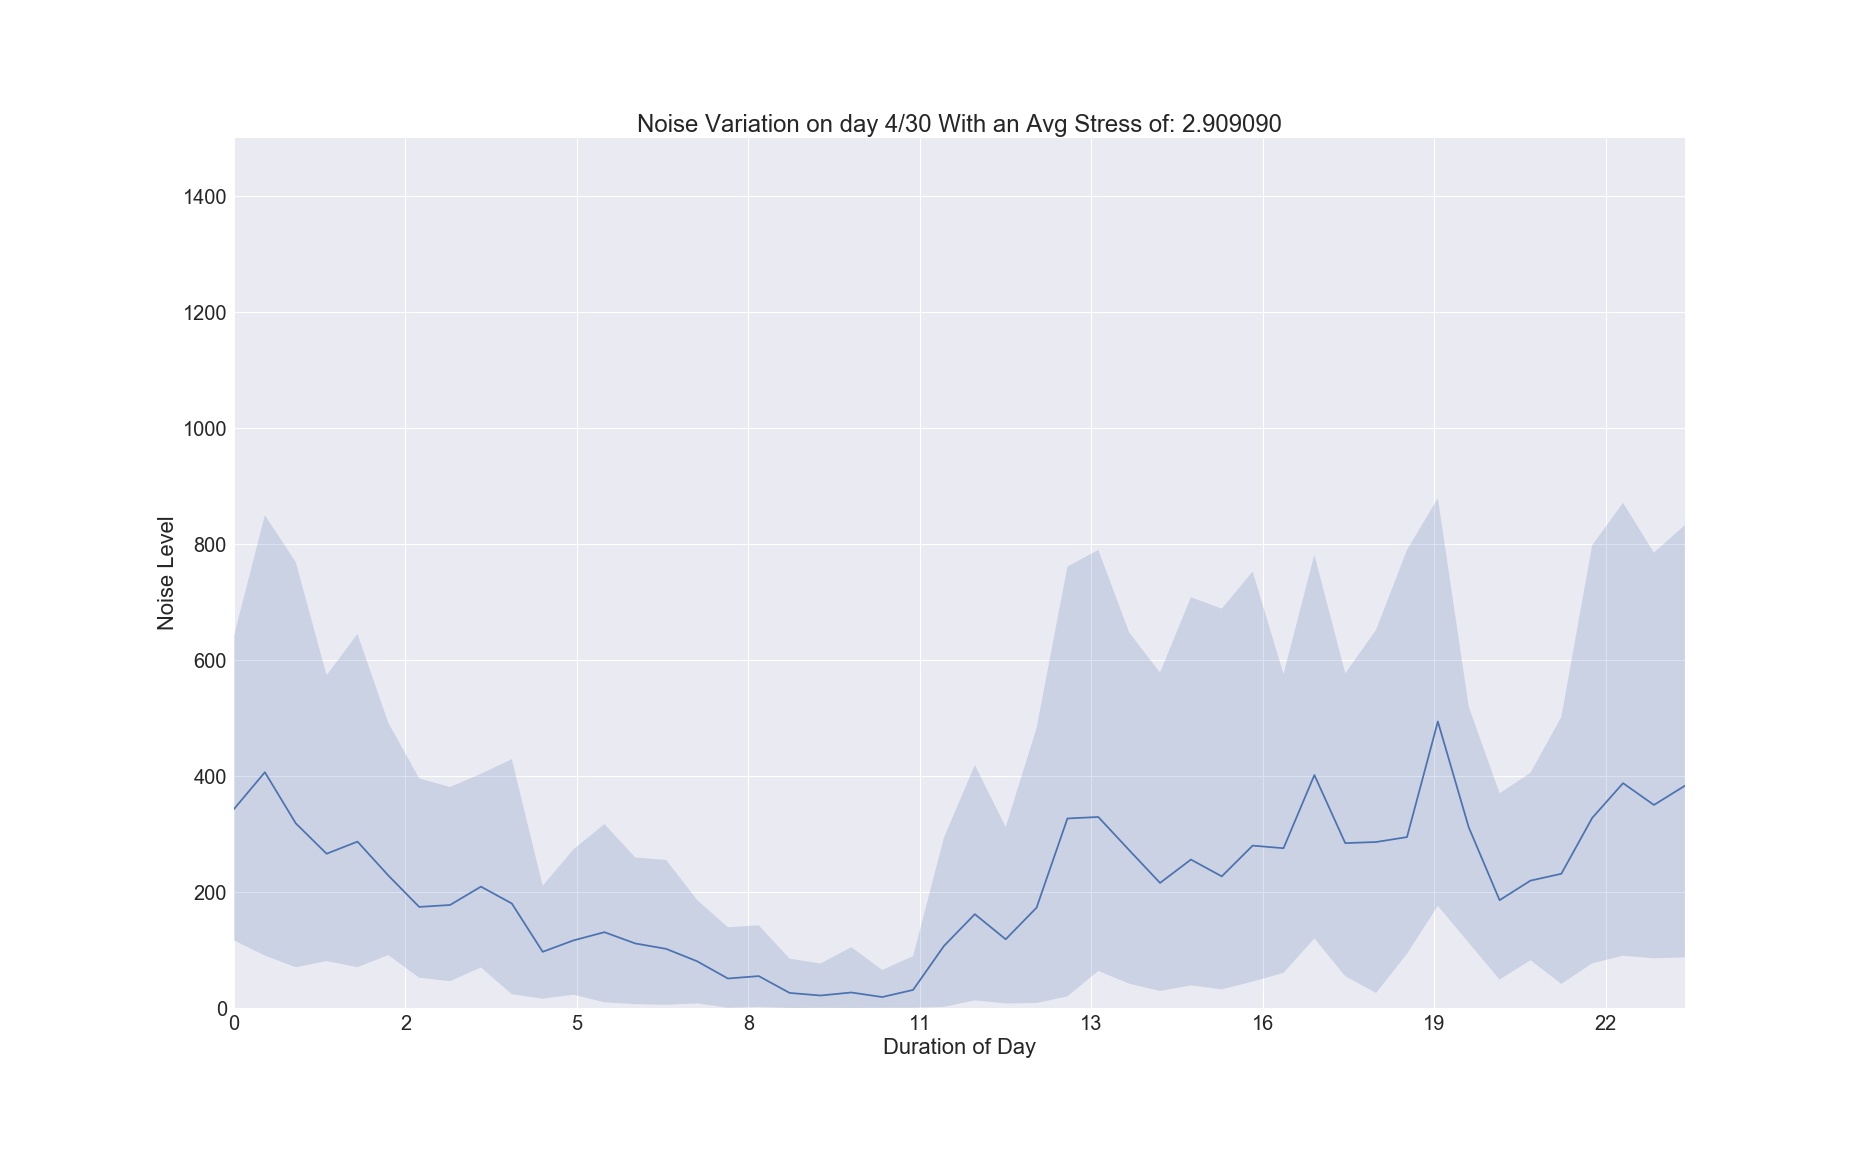 Noise Variation on day 4/30 With an Avg Stress of: 2.909090
1400
1200
1000
800
600
400
200
0
Noise Level
0 2 5 8 11 13 16 19 22
Duration of Day